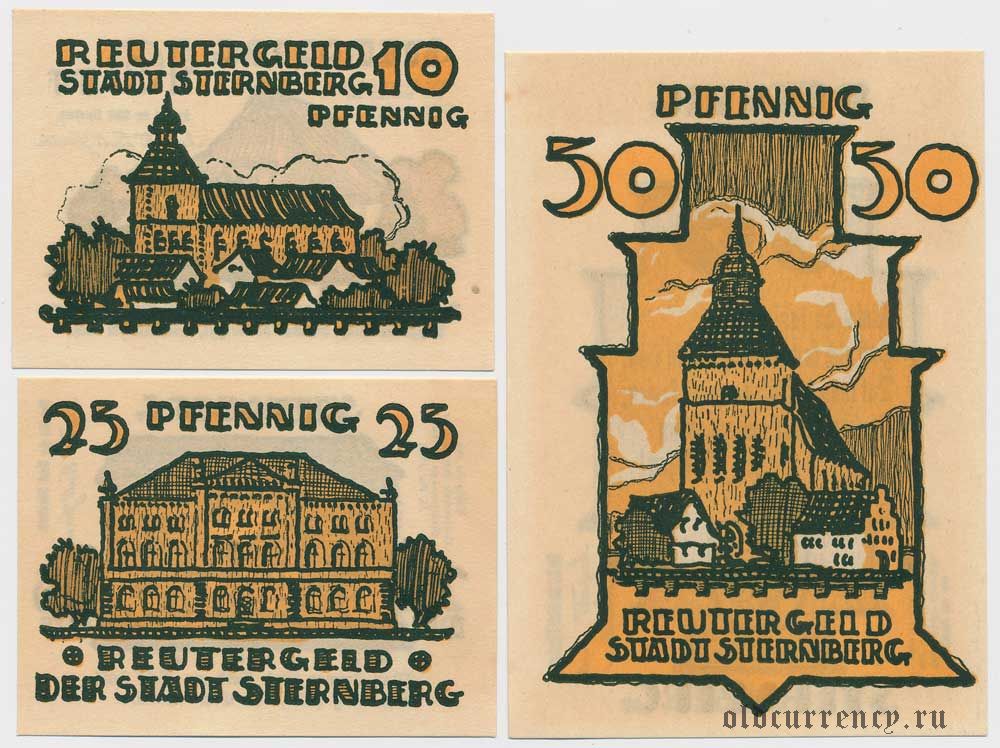 REUTERGELD
STADT STERNBERG 10
PFENNIG
25 PFENNIG 25
REUTERGELD
DER STADT STERNBERG
PFENNIG
50 50
REUTERGELD
STADT STERNBERG
oldcurrency.ru